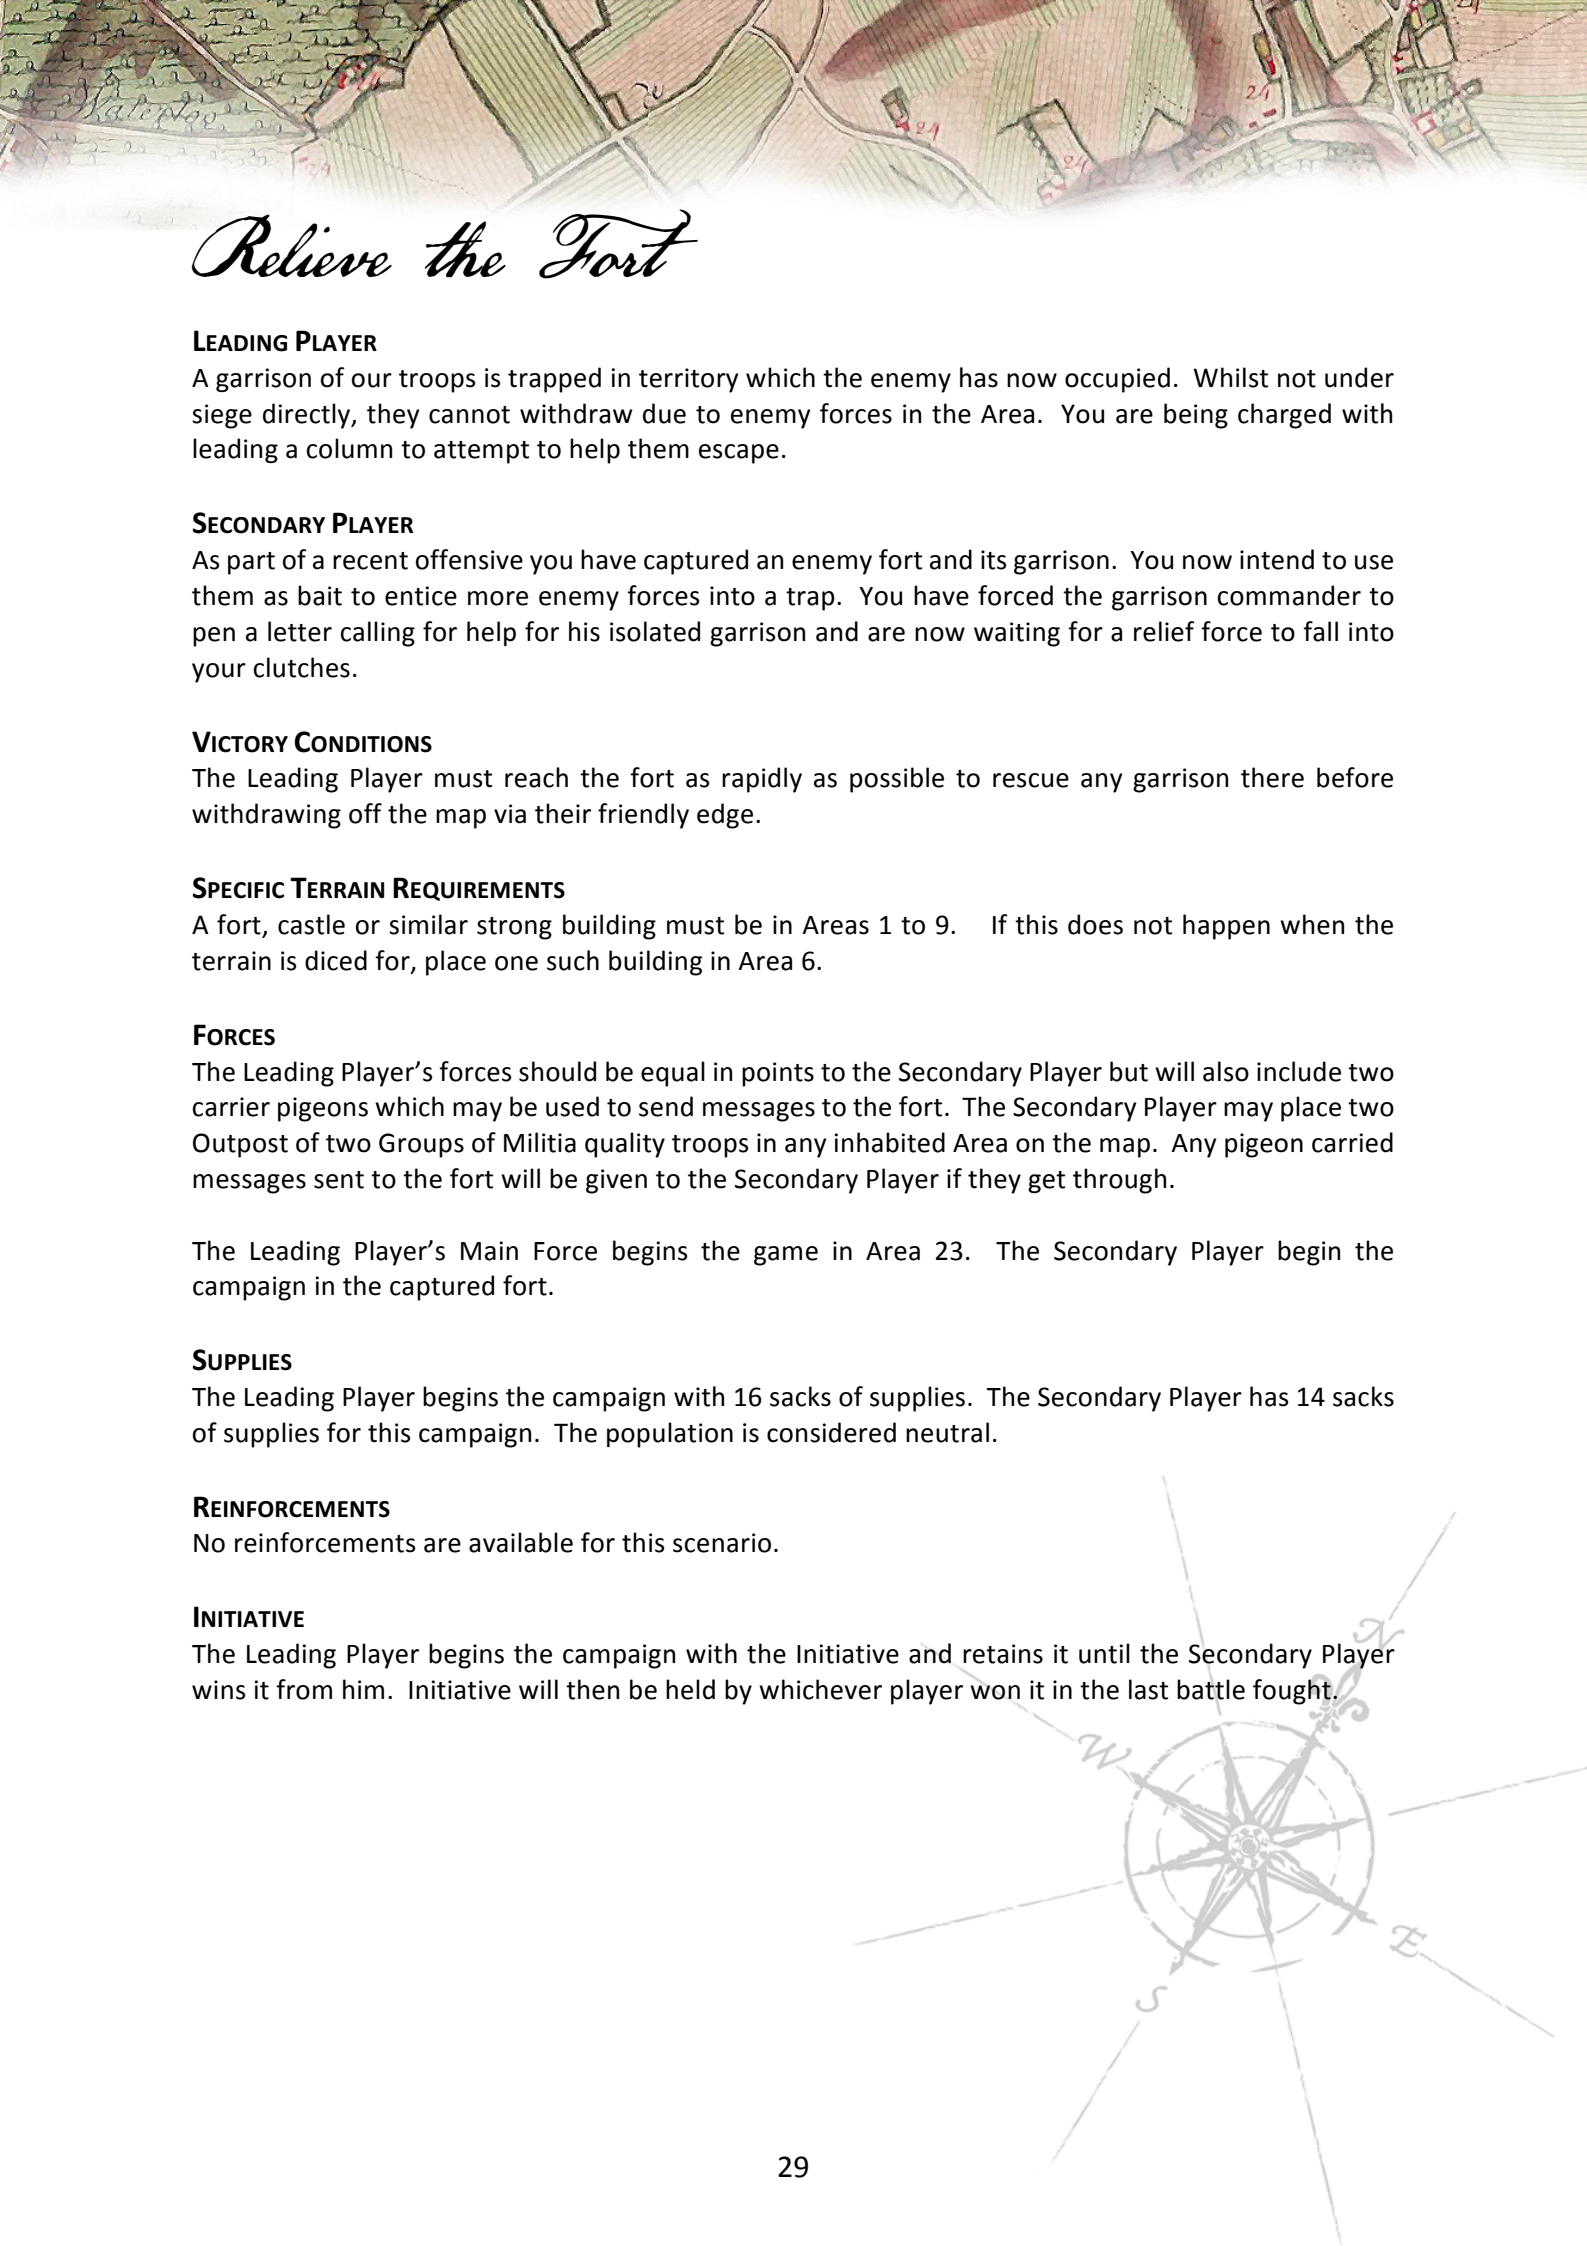 Waterloo
24
24
24
24
Relieve the Fort
LEADING PLAYER
A garrison of our troops is trapped in territory which the enemy has now occupied. Whilst not under
siege directly, they cannot withdraw due to enemy forces in the Area. You are being charged with
leading a column to attempt to help them escape.
SECONDARY PLAYER
As part of a recent offensive you have captured an enemy fort and its garrison. You now intend to use
them as bait to entice more enemy forces into a trap. You have forced the garrison commander to
pen a letter calling for help for his isolated garrison and are now waiting for a relief force to fall into
your clutches.
VICTORY CONDITIONS
The Leading Player must reach the fort as rapidly as possible to rescue any garrison there before
withdrawing off the map via their friendly edge.
SPECIFIC TERRAIN REQUIREMENTS
A fort, castle or similar strong building must be in Areas 1 to 9. If this does not happen when the
terrain is diced for, place one such building in Area 6.
FORCES
The Leading Player’s forces should be equal in points to the Secondary Player but will also include two
carrier pigeons which may be used to send messages to the fort. The Secondary Player may place two
Outpost of two Groups of Militia quality troops in any inhabited Area on the map. Any pigeon carried
messages sent to the fort will be given to the Secondary Player if they get through.
The Leading Player’s Main Force begins the game in Area 23. The Secondary Player begin the
campaign in the captured fort.
SUPPLIES
The Leading Player begins the campaign with 16 sacks of supplies. The Secondary Player has 14 sacks
of supplies for this campaign. The population is considered neutral.
REINFORCEMENTS
No reinforcements are available for this scenario.
INITIATIVE
The Leading Player begins the campaign with the Initiative and retains it until the Secondary Player
wins it from him. Initiative will then be held by whichever player won it in the last battle fought.
N
W
E
S
29